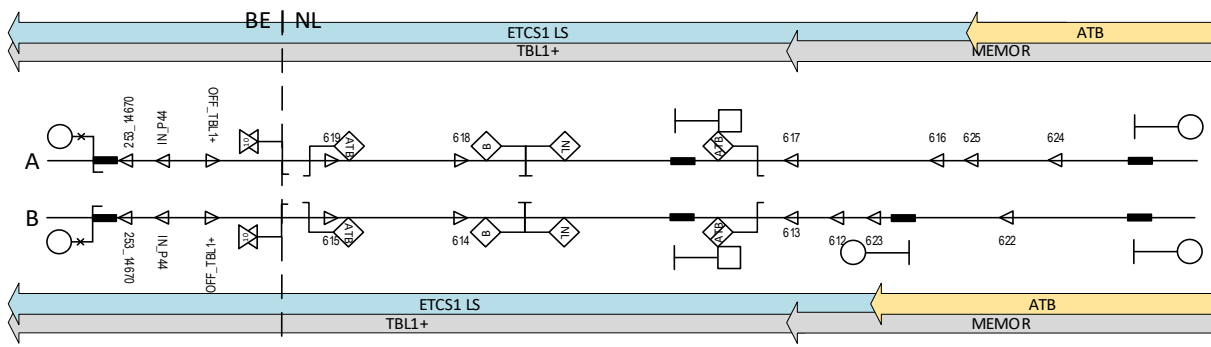 BE NL
ETCS1 LS
ATB
TBL1+
MEMOR
253_14670
IN_P44
OFF_TBL1+
619
ATB
618
B
NL
ATB
617
616
625
624
A
B
253_14670
IN_P44
OFF_TBL1+
615
ATB
614
B
NL
ATB
613
612
623
622
ETCS1 LS
ATB
TBL1+
MEMOR